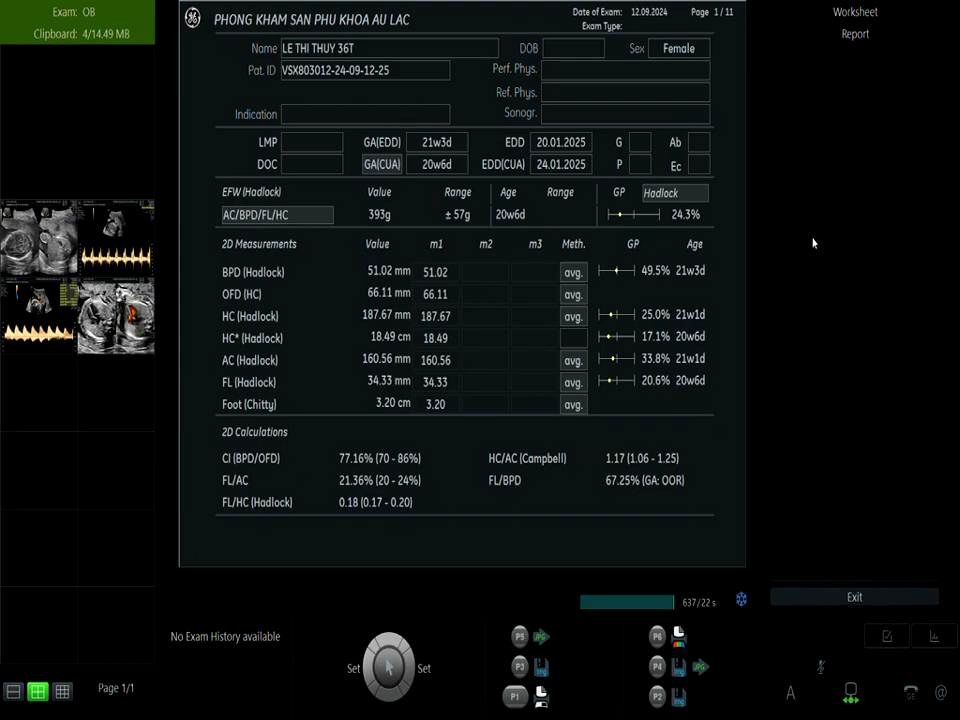 Exam: OB
Clipboard: 4/14.49 MB
PHONG KHAM SAN PHU KHOA AU LAC
Date of Exam: 12.09.2024 Page 1 / 11
Exam Type:
Worksheet
Report
Name LE THI THUY 36T DOB Sex Female
Pat. ID VSX803012-24-09-12-25 Perf. Phys.
Ref. Phys.
Indication Sonogr.
LMP GA(EDD) 21w3d EDD 20.01.2025 G Ab
DOC GA(CUA) 20w6d EDD(CUA) 24.01.2025 P Ec
EFW (Hadlock) Value Range Age Range GP Hadlock
AC/BPD/FL/HC 393g ± 57g 20w6d 24.3%
2D Measurements Value m1 m2 m3 Meth. GP Age
BPD (Hadlock) 51.02 mm 51.02 avg. 49.5% 21w3d
OFD (HC) 66.11 mm 66.11 avg.
HC (Hadlock) 187.67 mm 187.67 avg. 25.0% 21w1d
HC* (Hadlock) 18.49 cm 18.49 17.1% 20w6d
AC (Hadlock) 160.56 mm 160.56 avg. 33.8% 21w1d
FL (Hadlock) 34.33 mm 34.33 avg. 20.6% 20w6d
Foot (Chitty) 3.20 cm 3.20 avg.
2D Calculations
CI (BPD/OFD) 77.16% (70 - 86%) HC/AC (Campbell) 1.17 (1.06 - 1.25)
FL/AC 21.36% (20 - 24%) FL/BPD 67.25% (GA: OOR)
FL/HC (Hadlock) 0.18 (0.17 - 0.20)
637/22 s
Exit
No Exam History available
Set Set
P5 JPG P6
P3 img P4 img JPG
P1 P2 img
Page 1/1
A GE @